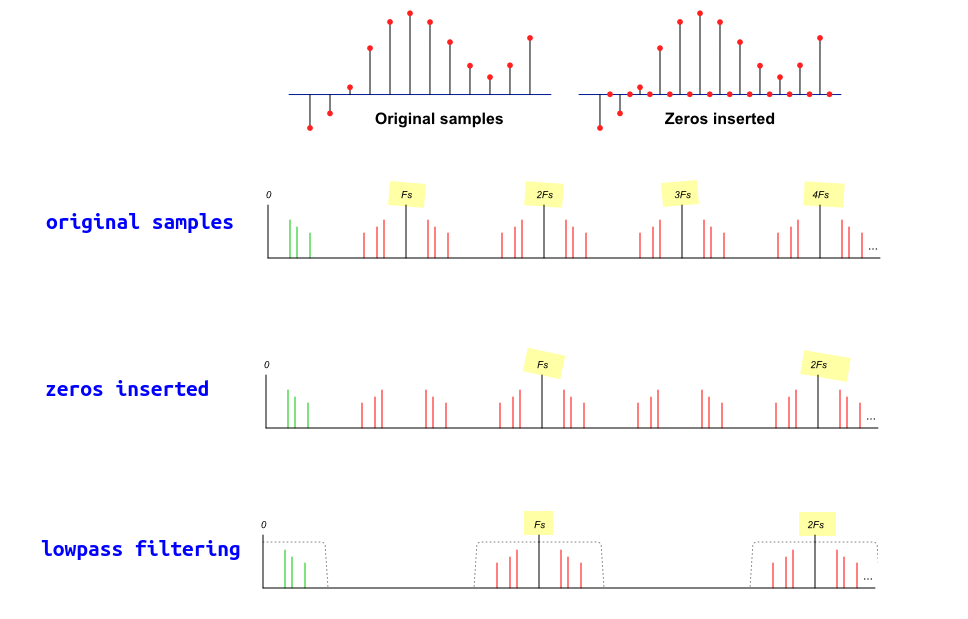 Original samples
Zeros inserted
0
Fs
2Fs
3Fs
4Fs
original samples
...
0
Fs
2Fs
zeros inserted
...
0
Fs
2Fs
lowpass filtering
...